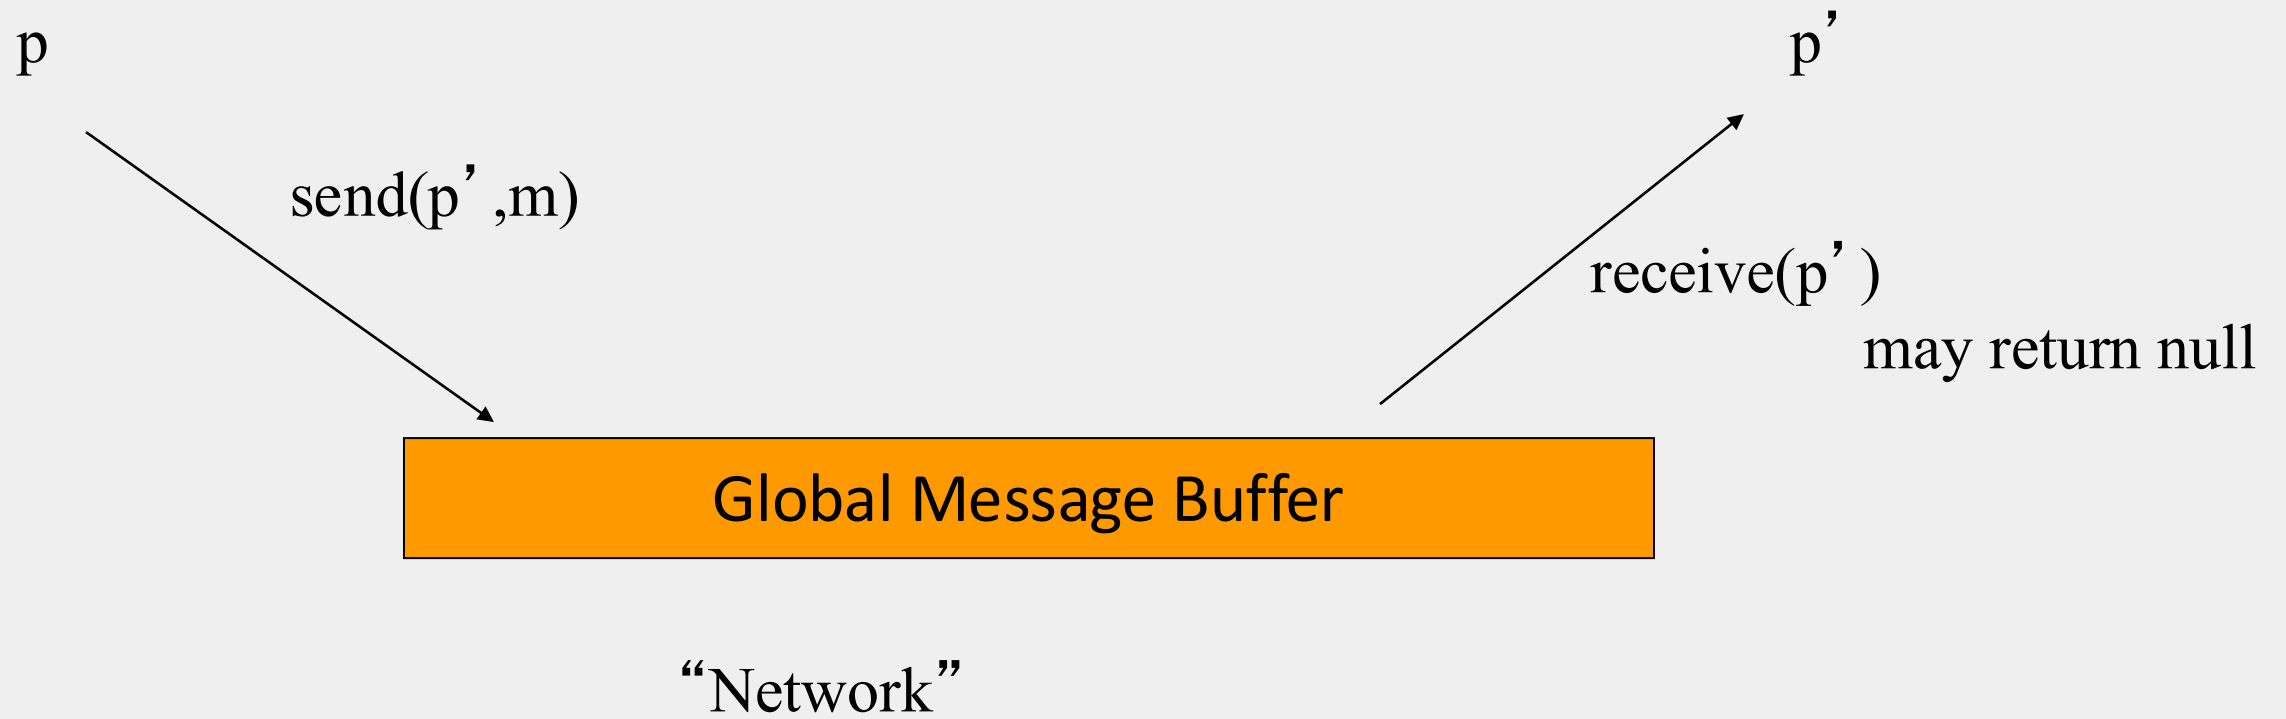 p
p’
send(p’,m)
receive(p’)
may return null
Global Message Buffer
“Network”